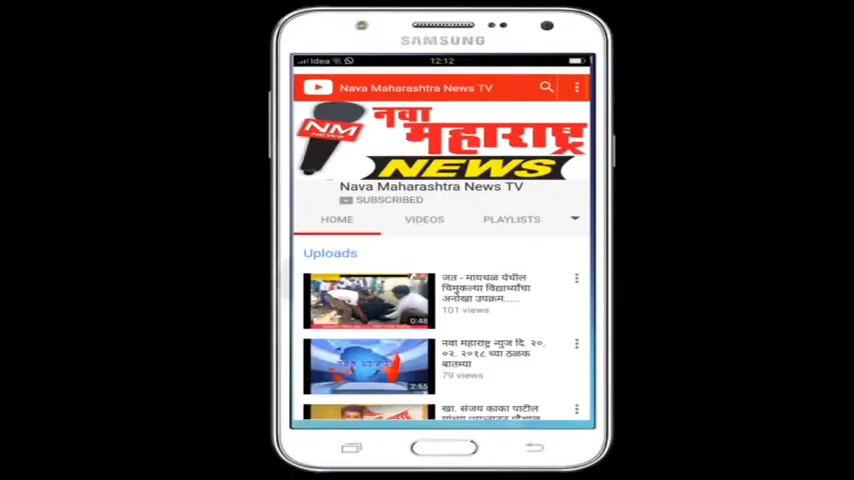 SAMSUNG
Idea 12:12
Nava Maharashtra News TV
NM
NEWS
नवा
महाराष्ट्र
NEWS
Nava Maharashtra News TV
SUBSCRIBED
HOME VIDEOS PLAYLISTS
Uploads
जत - मायथळ येथील
चिमुकल्या विद्यार्थ्यांचा
अनोखा उपक्रम.....
101 views
0:48
नवा महाराष्ट्र न्युज दि. २०.
०२. २०१८ च्या ठळक
बातम्या
79 views
2:55
खा. संजय काका पाटील